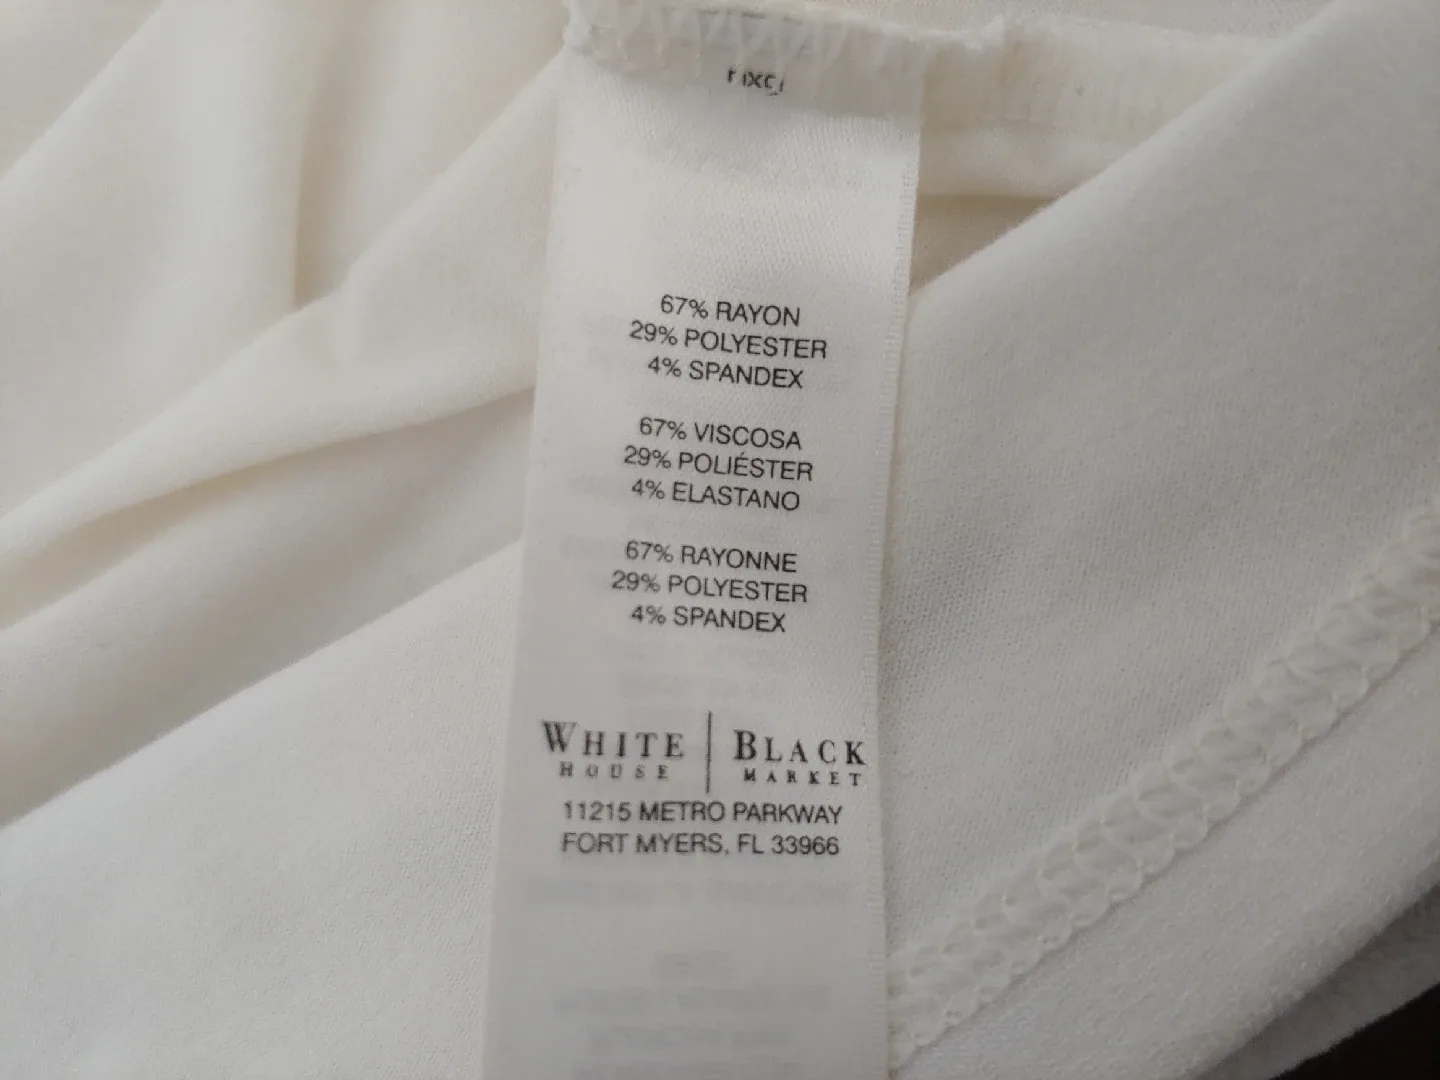 67% RAYON
29% POLYESTER
4% SPANDEX
67% VISCOSA
29% POLIÉSTER
4% ELASTANO
67% RAYONNE
29% POLYESTER
4% SPANDEX
WHITE HOUSE | BLACK MARKET
11215 METRO PARKWAY
FORT MYERS, FL 33966